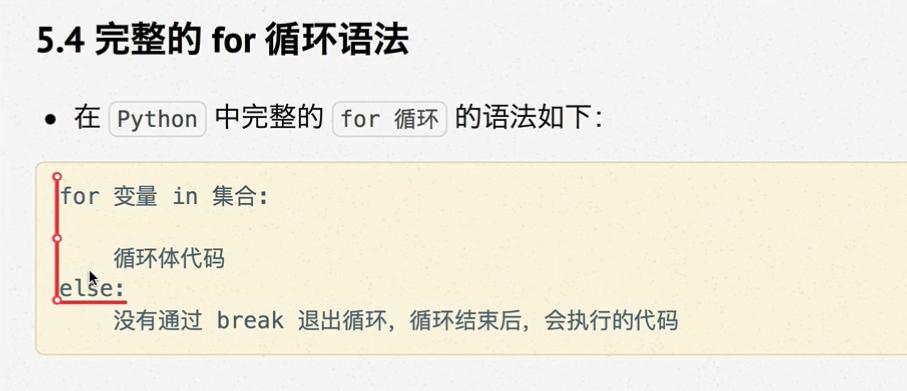 5.4 完整的 for 循环语法
• 在 Python 中完整的 for 循环 的语法如下：
for 变量 in 集合:
循环体代码
else:
没有通过 break 退出循环，循环结束后，会执行的代码